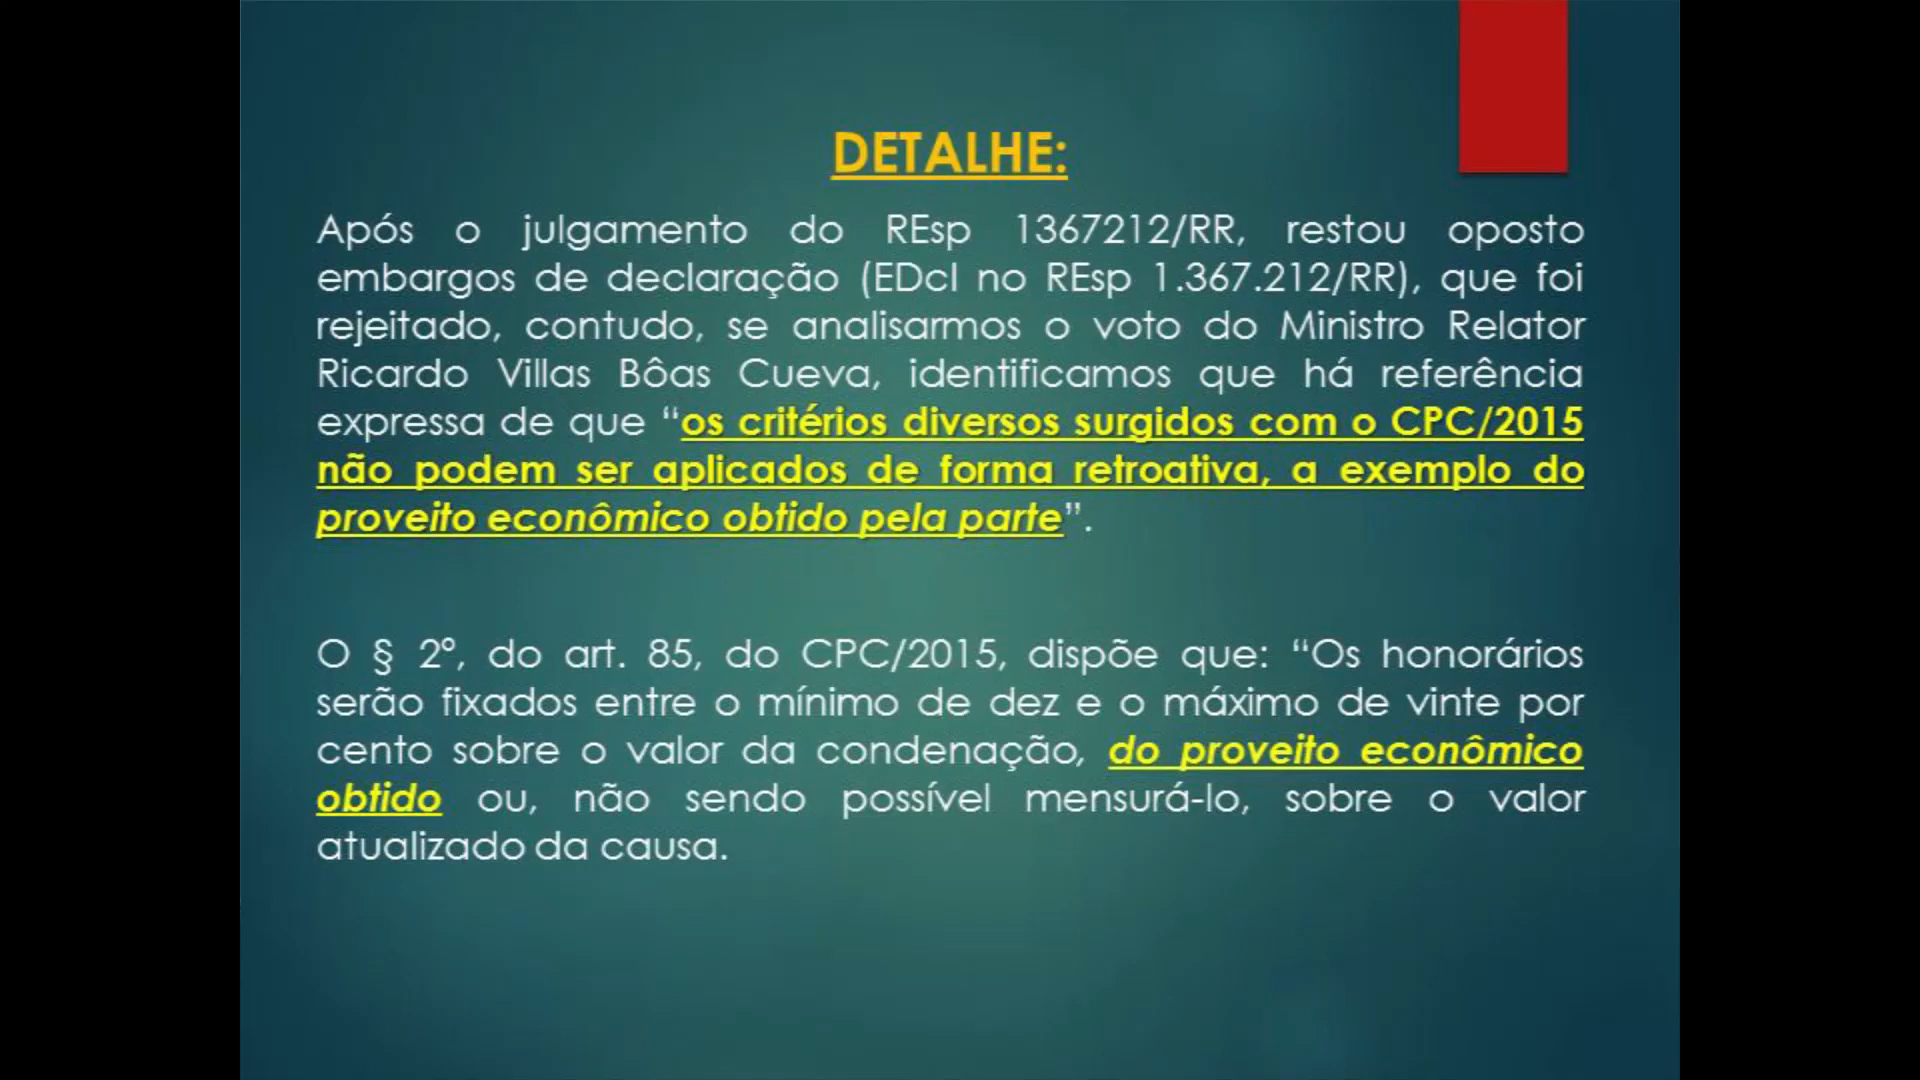 DETALHE:
Após o julgamento do REsp 1367212/RR, restou oposto
embargos de declaração (EDcl no REsp 1.367.212/RR), que foi
rejeitado, contudo, se analisarmos o voto do Ministro Relator
Ricardo Villas Bôas Cueva, identificamos que há referência
expressa de que “os critérios diversos surgidos com o CPC/2015
não podem ser aplicados de forma retroativa, a exemplo do
proveito econômico obtido pela parte”.
O § 2º, do art. 85, do CPC/2015, dispõe que: “Os honorários
serão fixados entre o mínimo de dez e o máximo de vinte por
cento sobre o valor da condenação, do proveito econômico
obtido ou, não sendo possível mensurá-lo, sobre o valor
atualizado da causa.